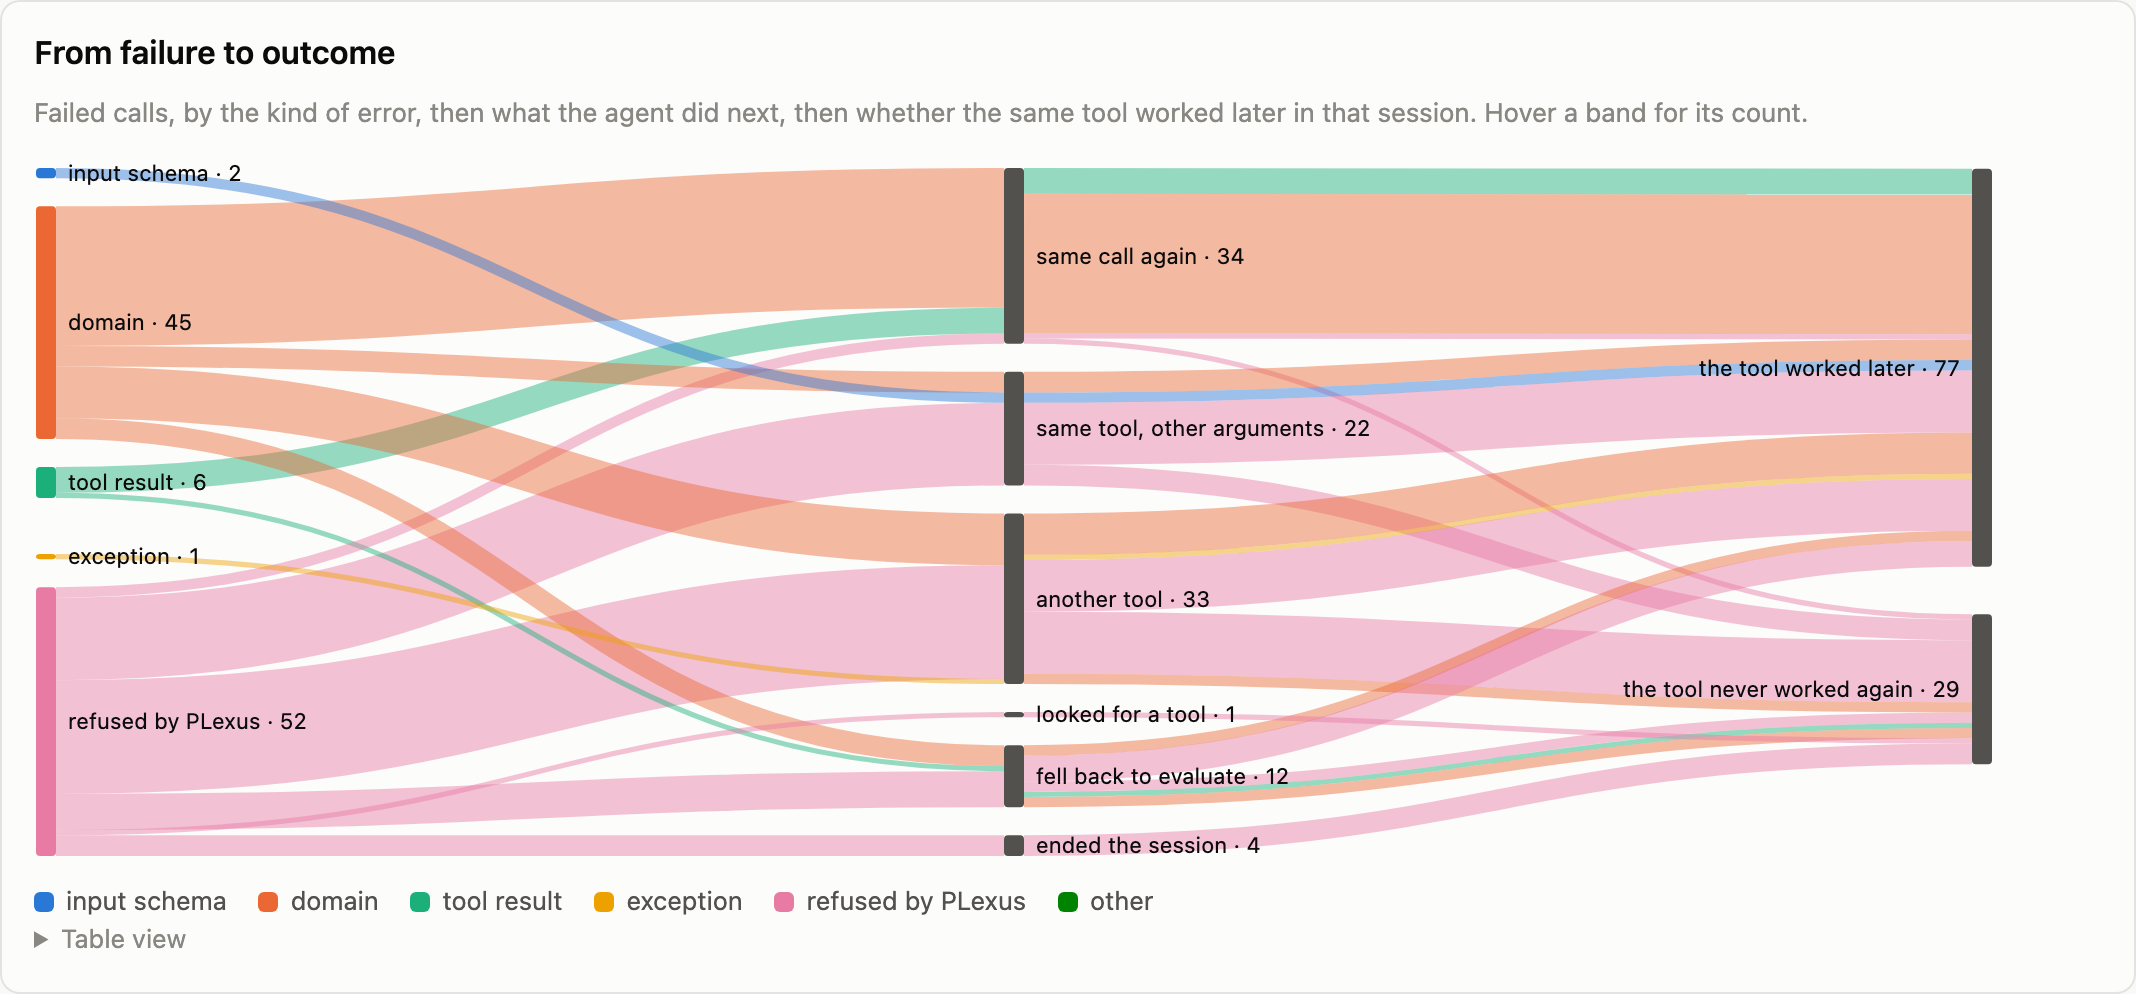 From failure to outcome
Failed calls, by the kind of error, then what the agent did next, then whether the same tool worked later in that session. Hover a band for its count.
input schema · 2
domain · 45
tool result · 6
exception · 1
refused by PLexus · 52
same call again · 34
same tool, other arguments · 22
another tool · 33
looked for a tool · 1
fell back to evaluate · 12
ended the session · 4
the tool worked later · 77
the tool never worked again · 29
input schema domain tool result exception refused by PLexus other
Table view